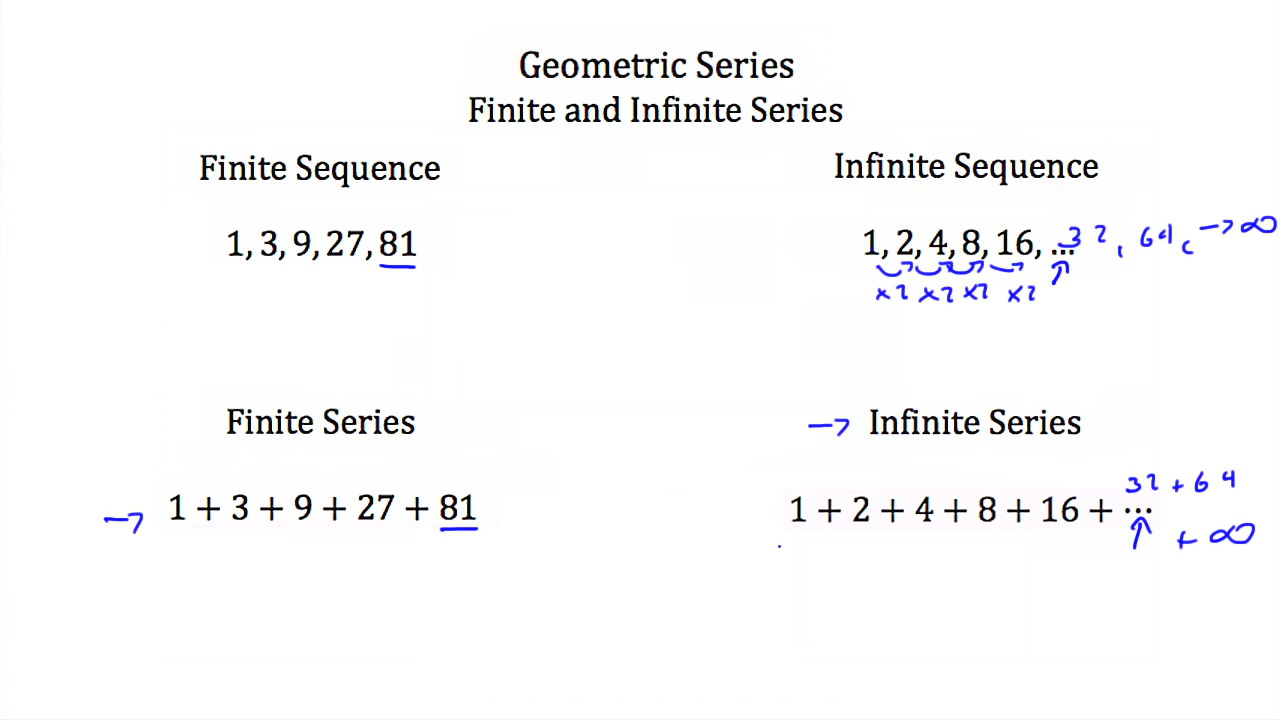 Geometric Series
Finite and Infinite Series
Finite Sequence
Infinite Sequence
1, 3, 9, 27, 81
1, 2, 4, 8, 16, ... 32, 64, → ∞
×2 ×2 ×2 ×2
Finite Series
→ Infinite Series
→ 1 + 3 + 9 + 27 + 81
1 + 2 + 4 + 8 + 16 + ⋯
32 + 64
+ ∞